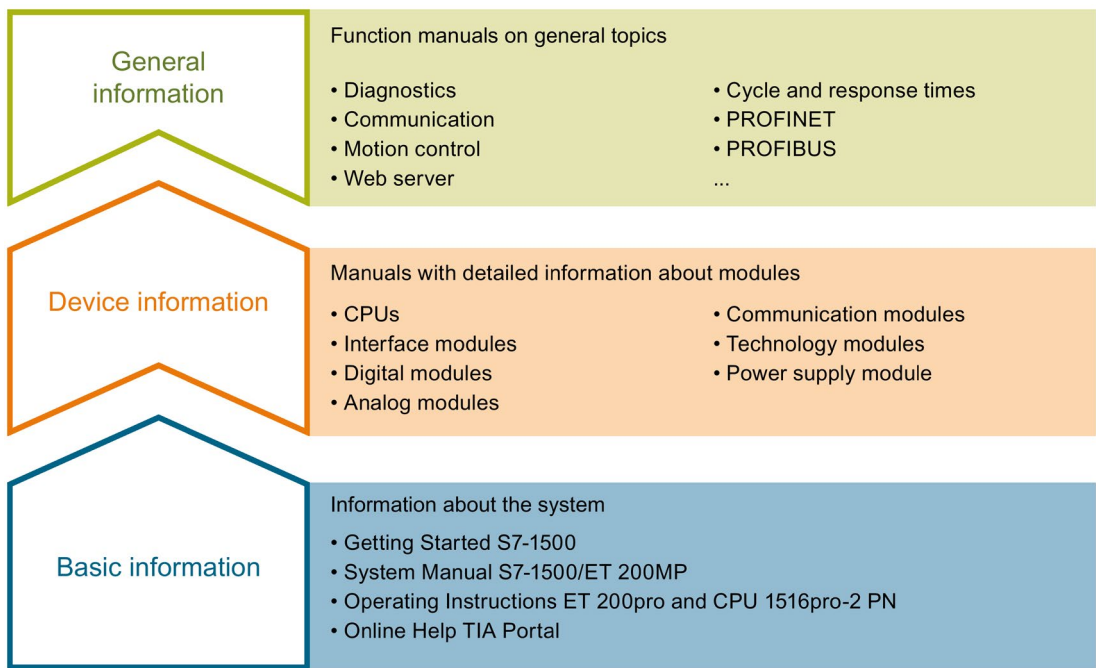 General
information
Function manuals on general topics
• Diagnostics
• Communication
• Motion control
• Web server
• Cycle and response times
• PROFINET
• PROFIBUS
...
Device information
Manuals with detailed information about modules
• CPUs
• Interface modules
• Digital modules
• Analog modules
• Communication modules
• Technology modules
• Power supply module
Basic information
Information about the system
• Getting Started S7-1500
• System Manual S7-1500/ET 200MP
• Operating Instructions ET 200pro and CPU 1516pro-2 PN
• Online Help TIA Portal